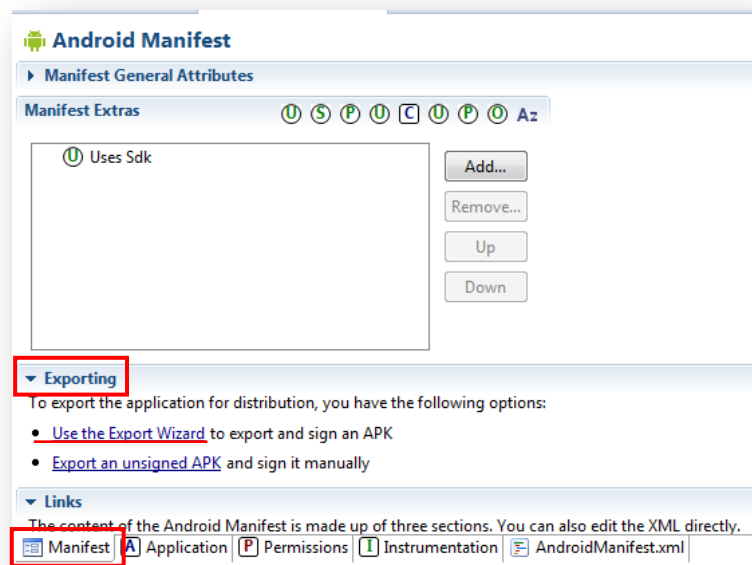 Android Manifest
Manifest General Attributes
Manifest Extras U S P U C U P O Az
U Uses Sdk
Add...
Remove...
Up
Down
Exporting
To export the application for distribution, you have the following options:
Use the Export Wizard to export and sign an APK
Export an unsigned APK and sign it manually
Links
The content of the Android Manifest is made up of three sections. You can also edit the XML directly.
Manifest A Application P Permissions I Instrumentation F AndroidManifest.xml